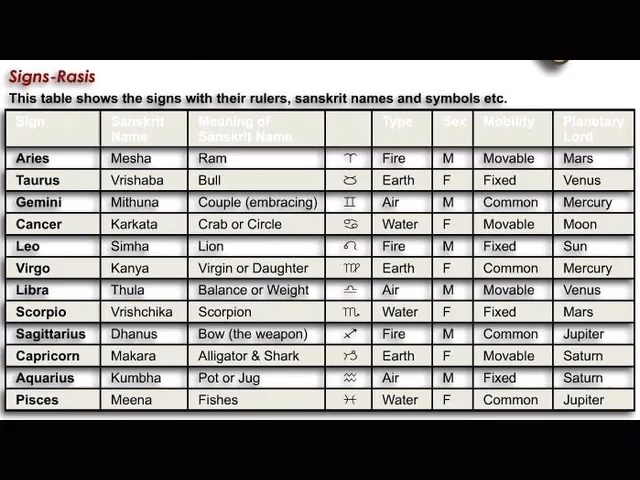 Signs-Rasis
This table shows the signs with their rulers, sanskrit names and symbols etc.
Sign Sanskrit Name Meaning of Sanskrit Name Type Sex Mobility Planetary Lord
Aries Mesha Ram ♈ Fire M Movable Mars
Taurus Vrishaba Bull ♉ Earth F Fixed Venus
Gemini Mithuna Couple (embracing) ♊ Air M Common Mercury
Cancer Karkata Crab or Circle ♋ Water F Movable Moon
Leo Simha Lion ♌ Fire M Fixed Sun
Virgo Kanya Virgin or Daughter ♍ Earth F Common Mercury
Libra Thula Balance or Weight ♎ Air M Movable Venus
Scorpio Vrishchika Scorpion ♏ Water F Fixed Mars
Sagittarius Dhanus Bow (the weapon) ♐ Fire M Common Jupiter
Capricorn Makara Alligator & Shark ♑ Earth F Movable Saturn
Aquarius Kumbha Pot or Jug ♒ Air M Fixed Saturn
Pisces Meena Fishes ♓ Water F Common Jupiter